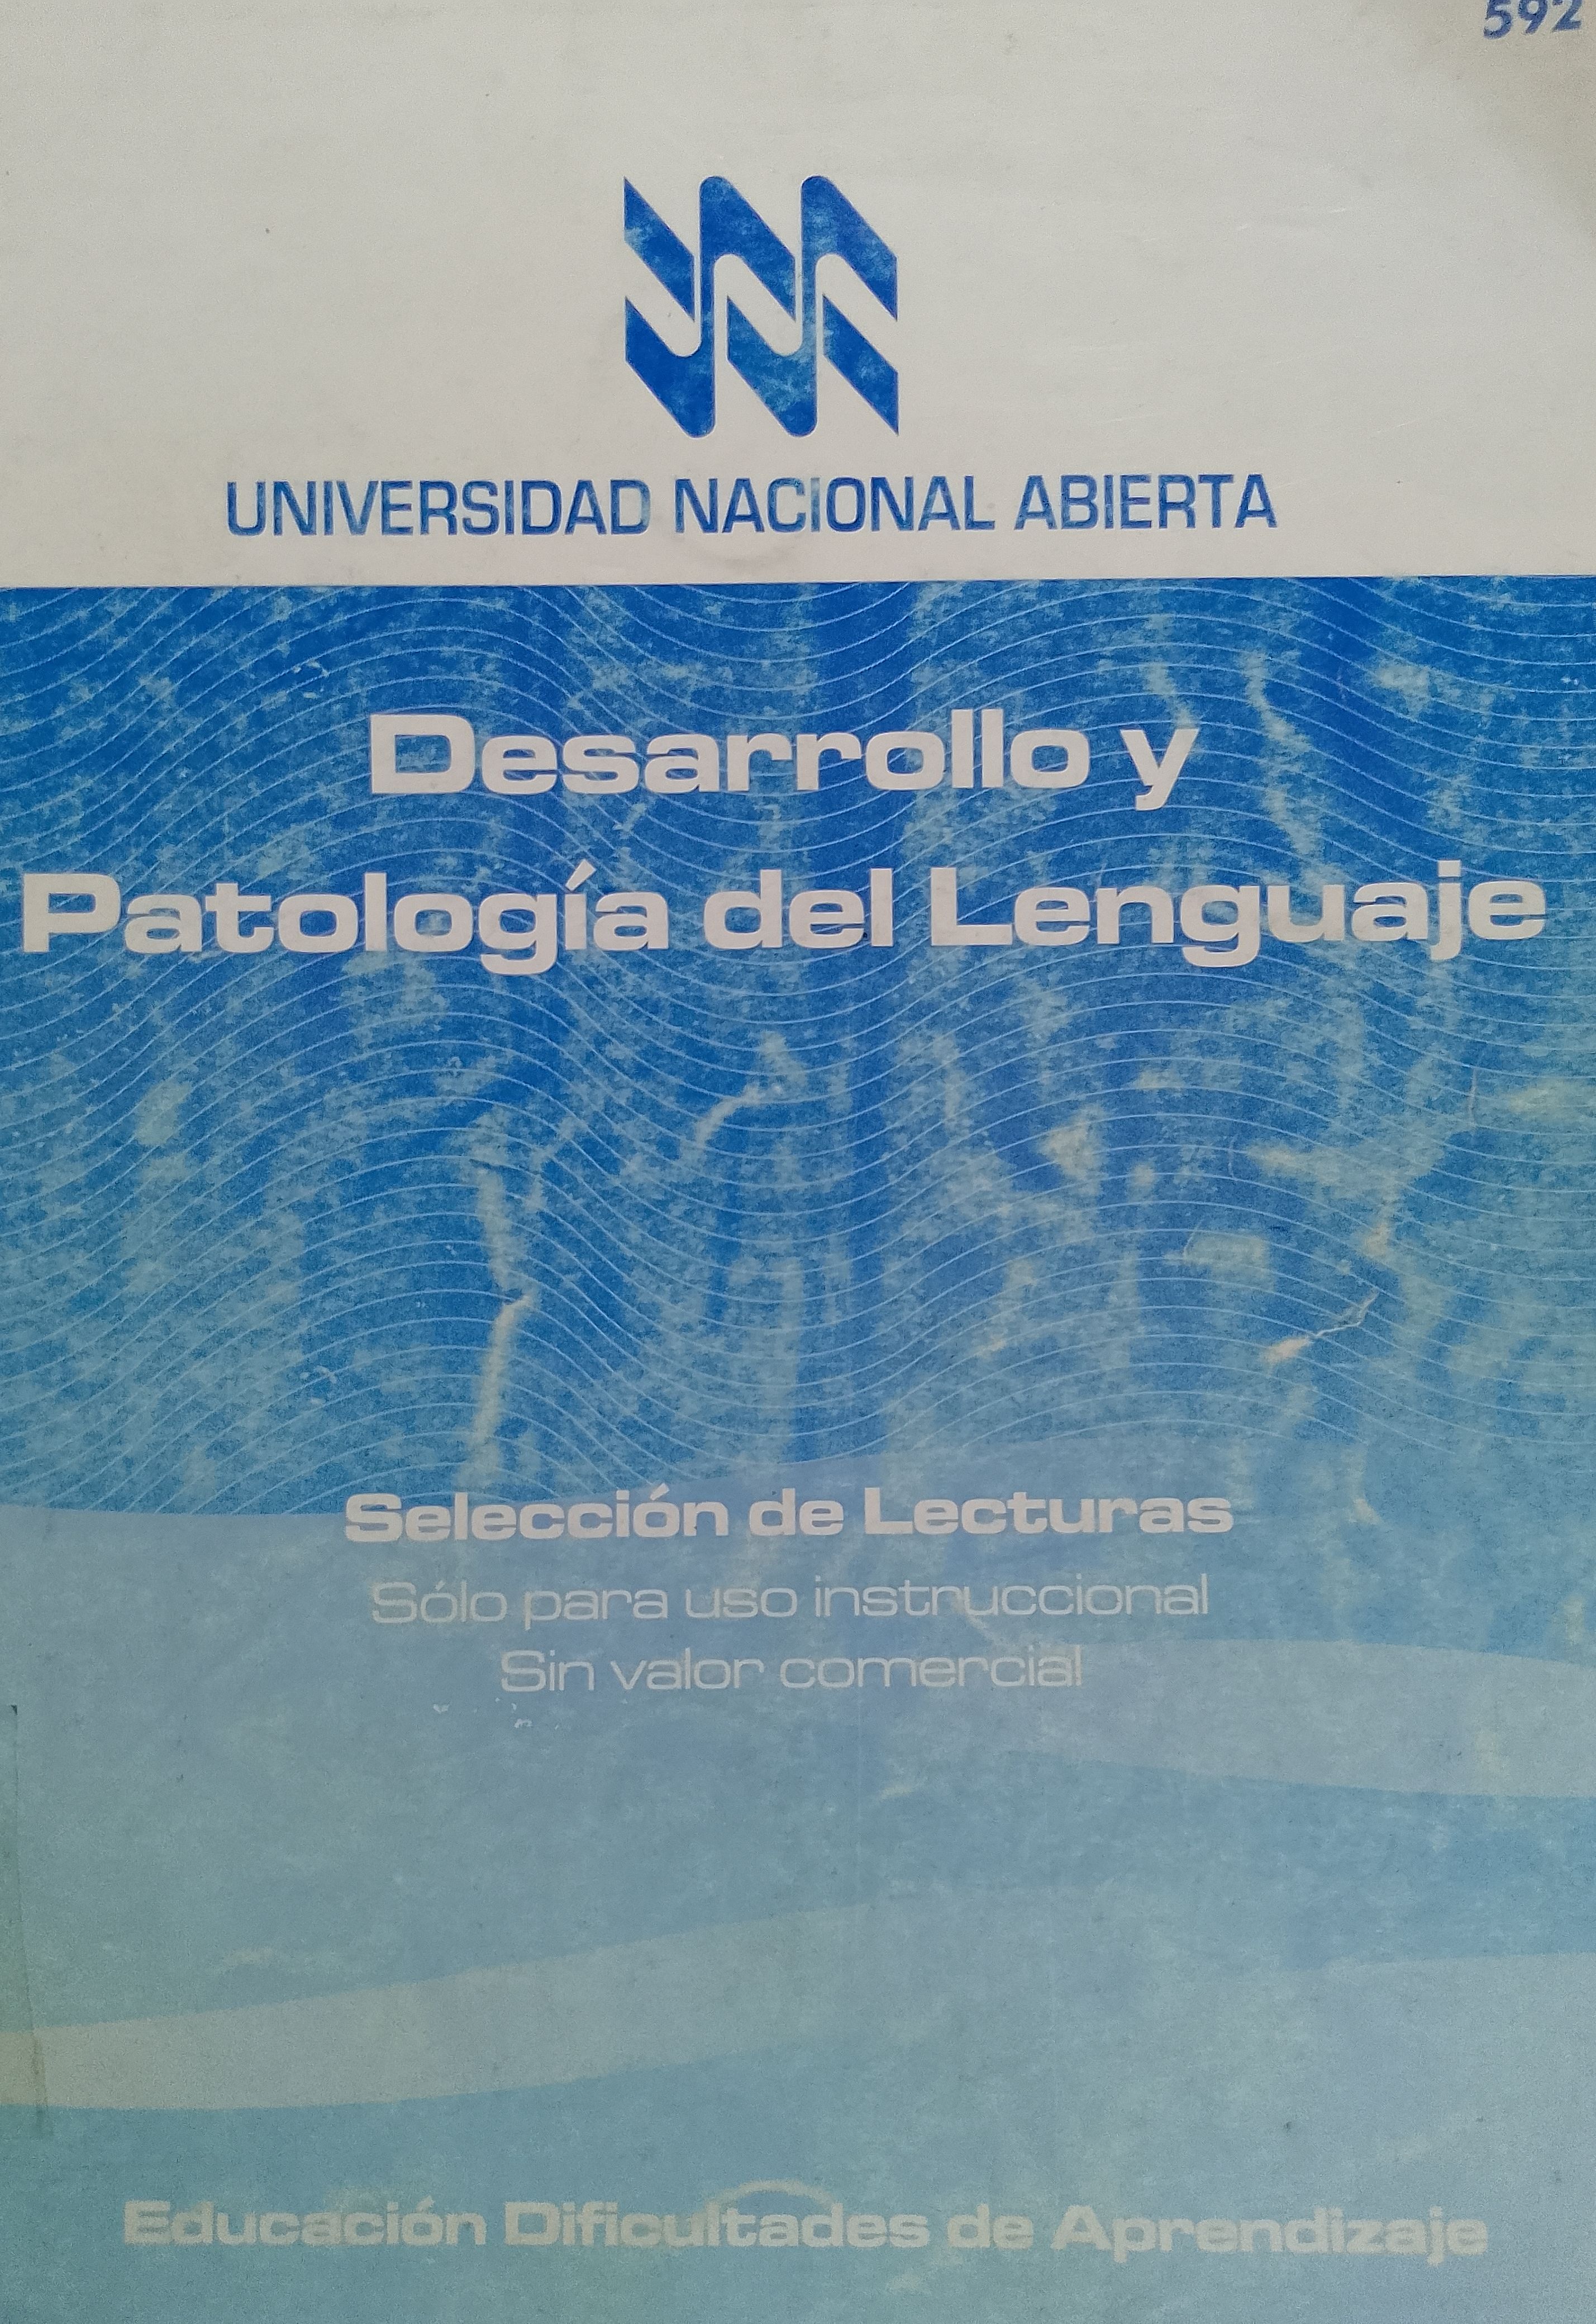 592
UNIVERSIDAD NACIONAL ABIERTA
Desarrollo y
Patología del Lenguaje
Selección de Lecturas
Sólo para uso instruccional
Sin valor comercial
Educación Dificultades de Aprendizaje